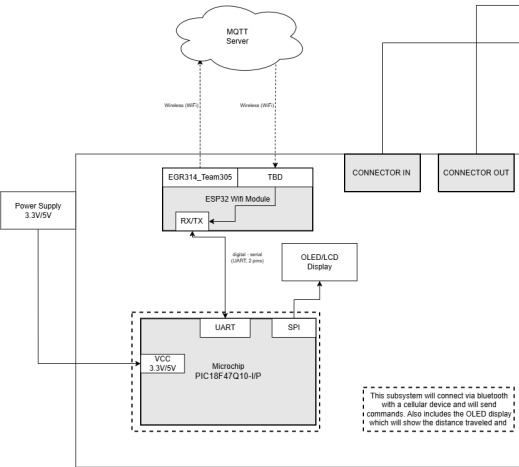 MQTT
Server
Wireless (WiFi)
Wireless (WiFi)
EGR314_Team305
TBD
CONNECTOR IN
CONNECTOR OUT
ESP32 Wifi Module
RX/TX
Power Supply
3.3V/5V
digital - serial
(UART, 2 pins)
OLED/LCD
Display
UART
SPI
VCC
3.3V/5V
Microchip
PIC18F47Q10-I/P
This subsystem will connect via bluetooth
with a cellular device and will send
commands. Also includes the OLED display
which will show the distance traveled and